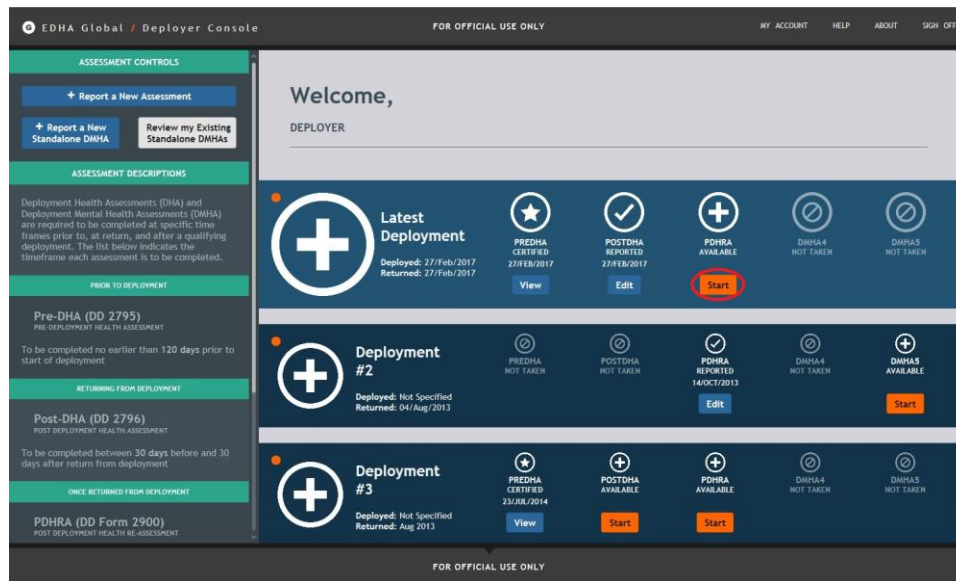 G EDHA Global / Deployer Console
FOR OFFICIAL USE ONLY
MY ACCOUNT HELP ABOUT SIGN OFF
ASSESSMENT CONTROLS
+ Report a New Assessment
+ Report a New
Standalone DMHA
Review my Existing
Standalone DMHAs
ASSESSMENT DESCRIPTIONS
Deployment Health Assessments (DHA) and
Deployment Mental Health Assessments (DMHA)
are required to be completed at specific time
frames prior to, at return, and after a qualifying
deployment. The list below indicates the
timeframe each assessment is to be completed.
PRIOR TO DEPLOYMENT
Pre-DHA (DD 2795)
PRE-DEPLOYMENT HEALTH ASSESSMENT
To be completed no earlier than 120 days prior to
start of deployment
RETURNING FROM DEPLOYMENT
Post-DHA (DD 2796)
POST DEPLOYMENT HEALTH ASSESSMENT
To be completed between 30 days before and 30
days after return from deployment
ONCE RETURNED FROM DEPLOYMENT
PDHRA (DD Form 2900)
POST DEPLOYMENT HEALTH RE-ASSESSMENT
Welcome,
DEPLOYER
Latest
Deployment
Deployed: 27/Feb/2017
Returned: 27/Feb/2017
PREDHA
CERTIFIED
27/FEB/2017
View
POSTDHA
REPORTED
27/FEB/2017
Edit
PDHRA
AVAILABLE
Start
DMHA4
NOT TAKEN
DMHA5
NOT TAKEN
Deployment
#2
Deployed: Not Specified
Returned: 04/Aug/2013
PREDHA
NOT TAKEN
POSTDHA
NOT TAKEN
PDHRA
REPORTED
14/OCT/2013
Edit
DMHA4
NOT TAKEN
DMHA5
AVAILABLE
Start
Deployment
#3
Deployed: Not Specified
Returned: Aug 2013
PREDHA
CERTIFIED
23/JUL/2014
View
POSTDHA
AVAILABLE
Start
PDHRA
AVAILABLE
Start
DMHA4
NOT TAKEN
DMHA5
NOT TAKEN
FOR OFFICIAL USE ONLY